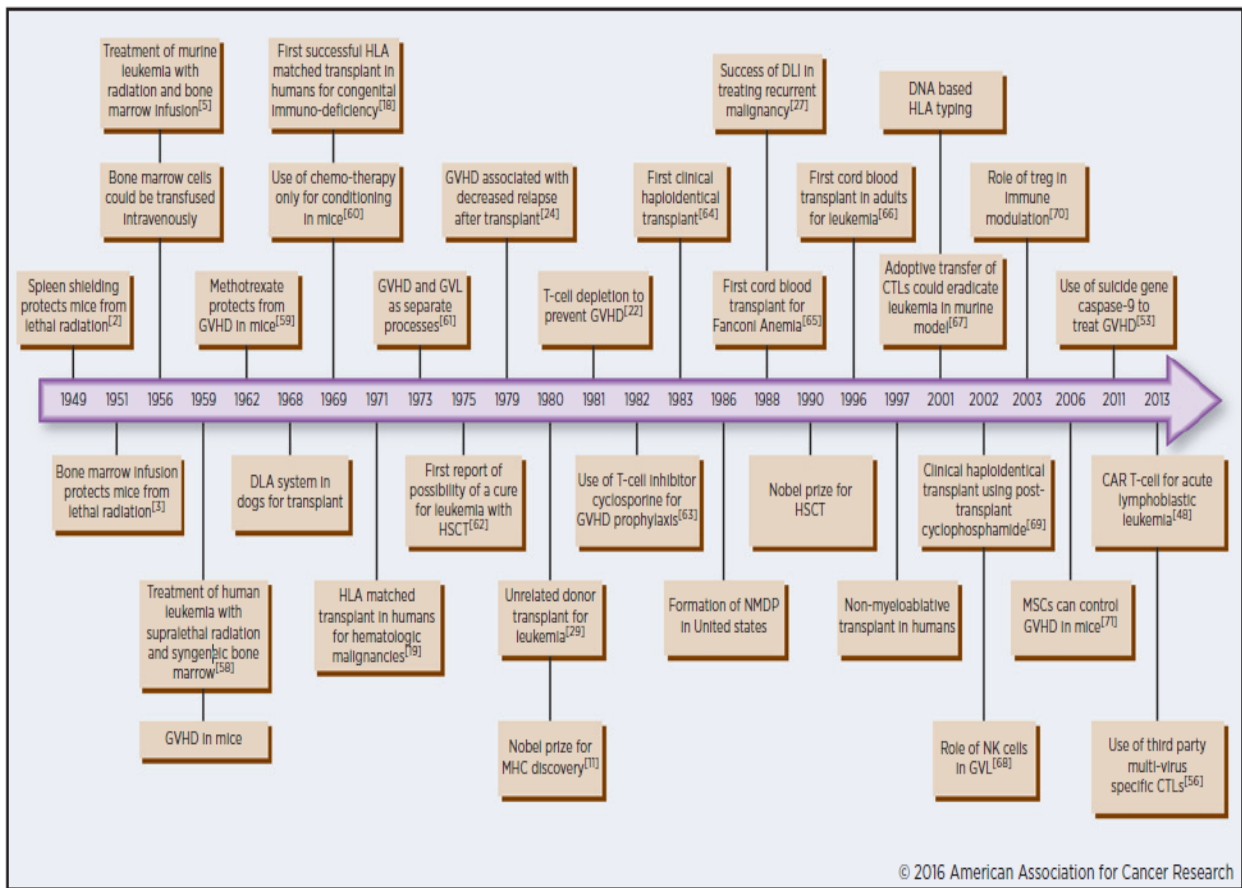 Treatment of murine
leukemia with
radiation and bone
marrow infusion[5]
First successful HLA
matched transplant in
humans for congenital
immuno-deficiency[18]
Success of DLI in
treating recurrent
malignancy[27]
DNA based
HLA typing
Bone marrow cells
could be transfused
intravenously
Use of chemo-therapy
only for conditioning
in mice[60]
GVHD associated with
decreased relapse
after transplant[24]
First clinical
haploidentical
transplant[64]
First cord blood
transplant in adults
for leukemia[66]
Role of treg in
immune
modulation[70]
Spleen shielding
protects mice from
lethal radiation[2]
Methotrexate
protects from
GVHD in mice[59]
GVHD and GVL
as separate
processes[61]
T-cell depletion to
prevent GVHD[22]
First cord blood
transplant for
Fanconi Anemia[65]
Adoptive transfer of
CTLs could eradicate
leukemia in murine
model[67]
Use of suicide gene
caspase-9 to
treat GVHD[53]
1949 1951 1956 1959 1962 1968 1969 1971 1973 1975 1979 1980 1981 1982 1983 1986 1988 1990 1996 1997 2001 2002 2003 2006 2011 2013
Bone marrow infusion
protects mice from
lethal radiation[3]
DLA system in
dogs for transplant
First report of
possibility of a cure
for leukemia with
HSCT[62]
Use of T-cell inhibitor
cyclosporine for
GVHD prophylaxis[63]
Nobel prize for
HSCT
Clinical haploidentical
transplant using post-
transplant
cyclophosphamide[69]
CAR T-cell for acute
lymphoblastic
leukemia[48]
Treatment of human
leukemia with
supralethal radiation
and syngeneic bone
marrow[58]
HLA matched
transplant in humans
for hematologic
malignancies[19]
Unrelated donor
transplant for
leukemia[29]
Formation of NMDP
in United states
Non-myeloablative
transplant in humans
MSCs can control
GVHD in mice[71]
GVHD in mice
Nobel prize for
MHC discovery[11]
Role of NK cells
in GVL[68]
Use of third party
multi-virus
specific CTLs[56]
© 2016 American Association for Cancer Research